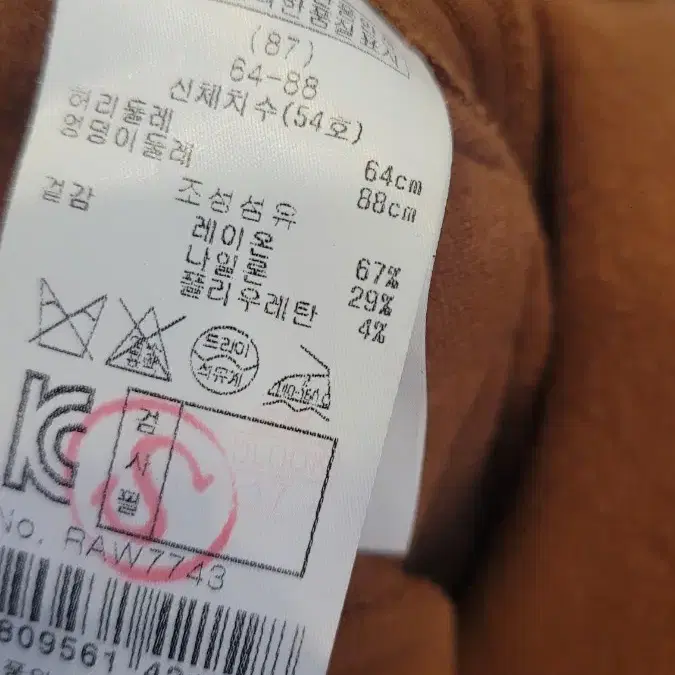 (87)
64-88
신체치수(54호)
허리둘레 64cm
엉덩이둘레 88cm
겉감 조성섬유
레이온 67%
나일론 29%
폴리우레탄 4%
드라이
석유계
검사필
No. RAW7743
809561